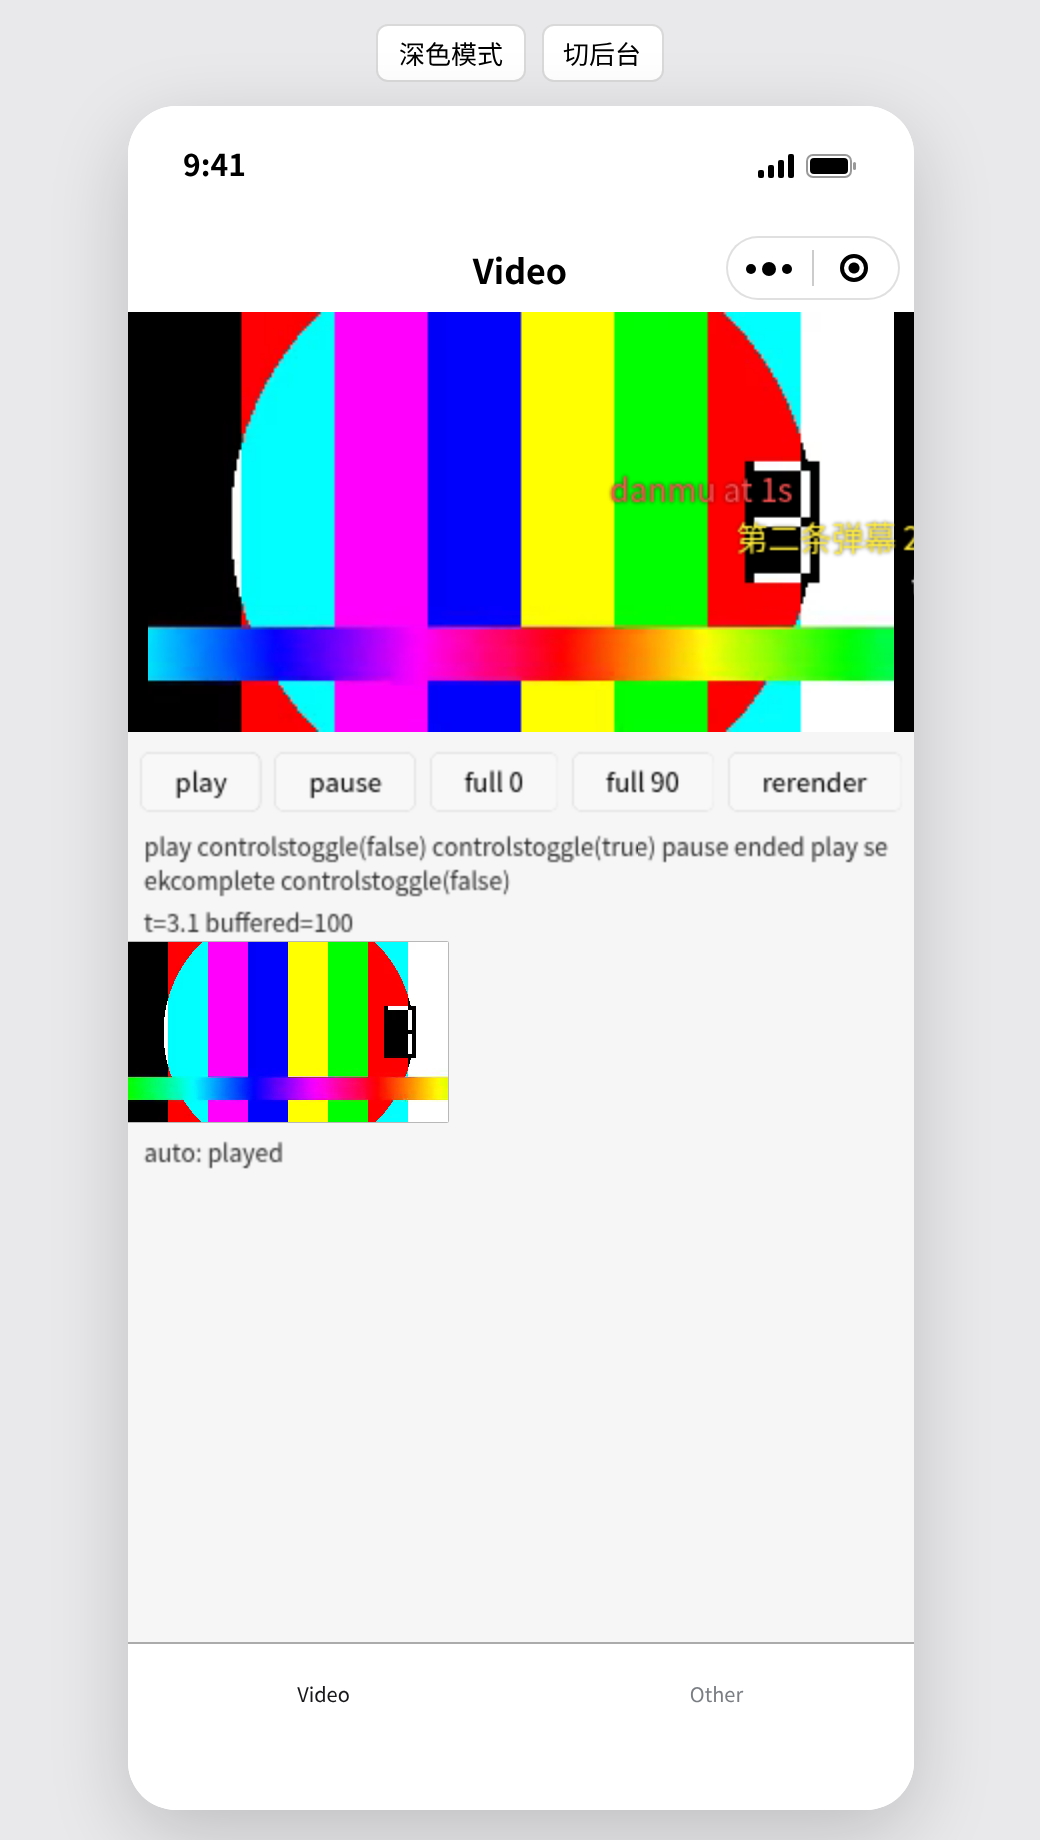 深色模式 切后台
9:41
Video
danmu at 1s
第二条弹幕 2
play pause full 0 full 90 rerender
play controlstoggle(false) controlstoggle(true) pause ended play se
ekcomplete controlstoggle(false)
t=3.1 buffered=100
auto: played
Video Other